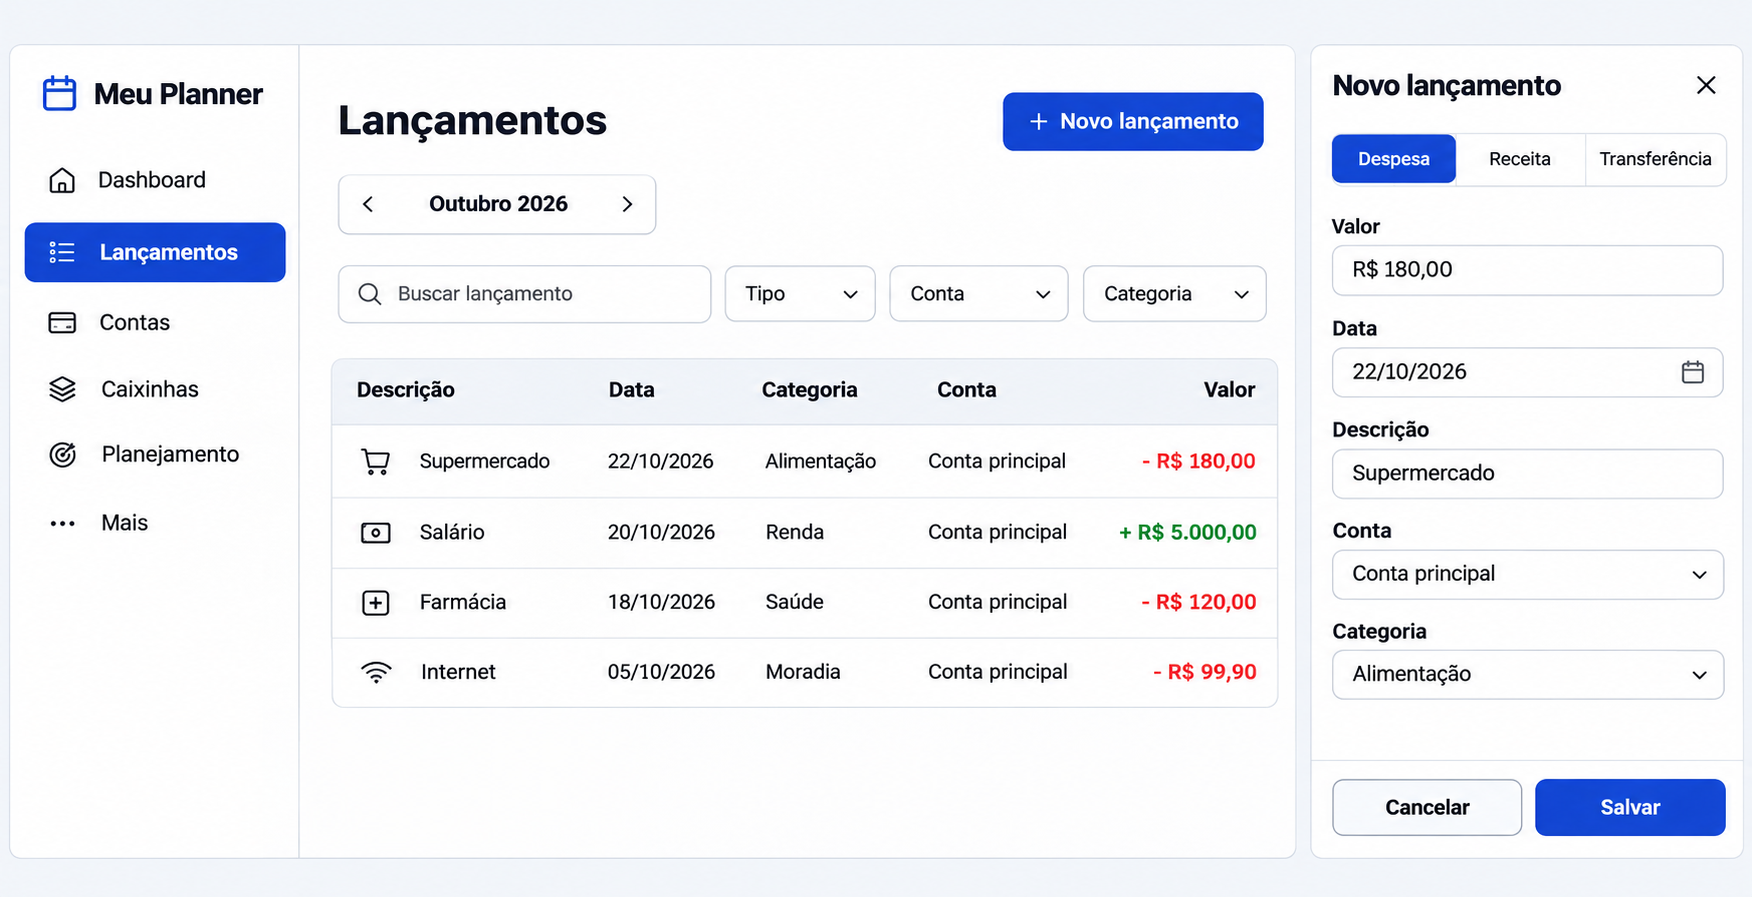 Meu Planner
Dashboard
Lançamentos
Contas
Caixinhas
Planejamento
Mais
Lançamentos
+ Novo lançamento
Outubro 2026
Buscar lançamento
Tipo
Conta
Categoria
Descrição Data Categoria Conta Valor
Supermercado 22/10/2026 Alimentação Conta principal - R$ 180,00
Salário 20/10/2026 Renda Conta principal + R$ 5.000,00
Farmácia 18/10/2026 Saúde Conta principal - R$ 120,00
Internet 05/10/2026 Moradia Conta principal - R$ 99,90
Novo lançamento
Despesa Receita Transferência
Valor
R$ 180,00
Data
22/10/2026
Descrição
Supermercado
Conta
Conta principal
Categoria
Alimentação
Cancelar Salvar